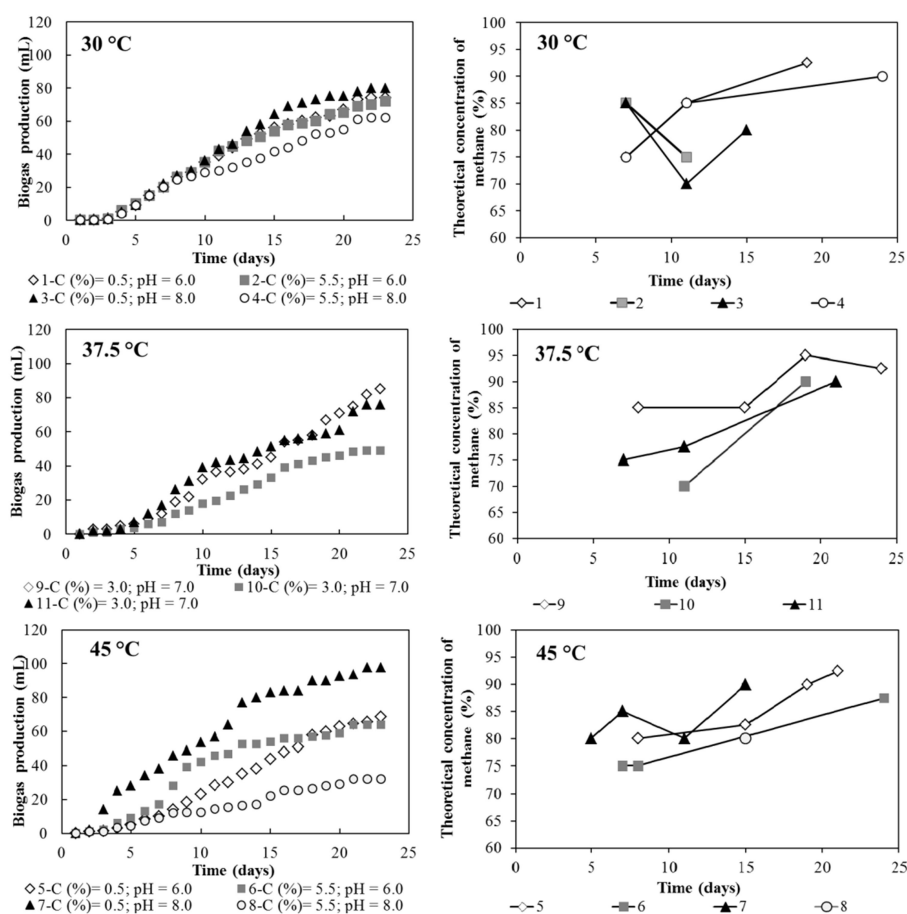 120
100
80
60
40
20
0
0 5 10 15 20 25
Biogas production (mL)
30 °C
Time (days)
1-C (%)= 0.5; pH = 6.0 2-C (%)= 5.5; pH = 6.0
3-C (%)= 0.5; pH = 8.0 4-C (%)= 5.5; pH = 8.0
100
95
90
85
80
75
70
65
60
0 5 10 15 20 25
Theoretical concentration of
methane (%)
30 °C
Time (days)
1 2 3 4
120
100
80
60
40
20
0
0 5 10 15 20 25
Biogas production (mL)
37.5 °C
Time (days)
9-C (%) = 3.0; pH = 7.0 10-C (%)= 3.0; pH = 7.0
11-C (%)= 3.0; pH = 7.0
100
95
90
85
80
75
70
65
60
0 5 10 15 20 25
Theoretical concentration of
methane (%)
37.5 °C
Time (days)
9 10 11
120
100
80
60
40
20
0
0 5 10 15 20 25
Biogas production (mL)
45 °C
Time (days)
5-C (%)= 0.5; pH = 6.0 6-C (%)= 5.5; pH = 6.0
7-C (%)= 0.5; pH = 8.0 8-C (%)= 5.5; pH = 8.0
100
95
90
85
80
75
70
65
60
0 5 10 15 20 25
Theoretical concentration of
methane (%)
45 °C
Time (days)
5 6 7 8